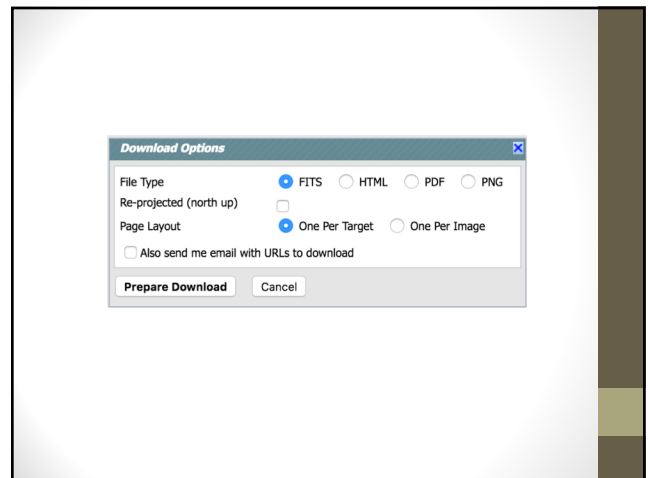 Download Options
File Type FITS HTML PDF PNG
Re-projected (north up)
Page Layout One Per Target One Per Image
Also send me email with URLs to download
Prepare Download Cancel